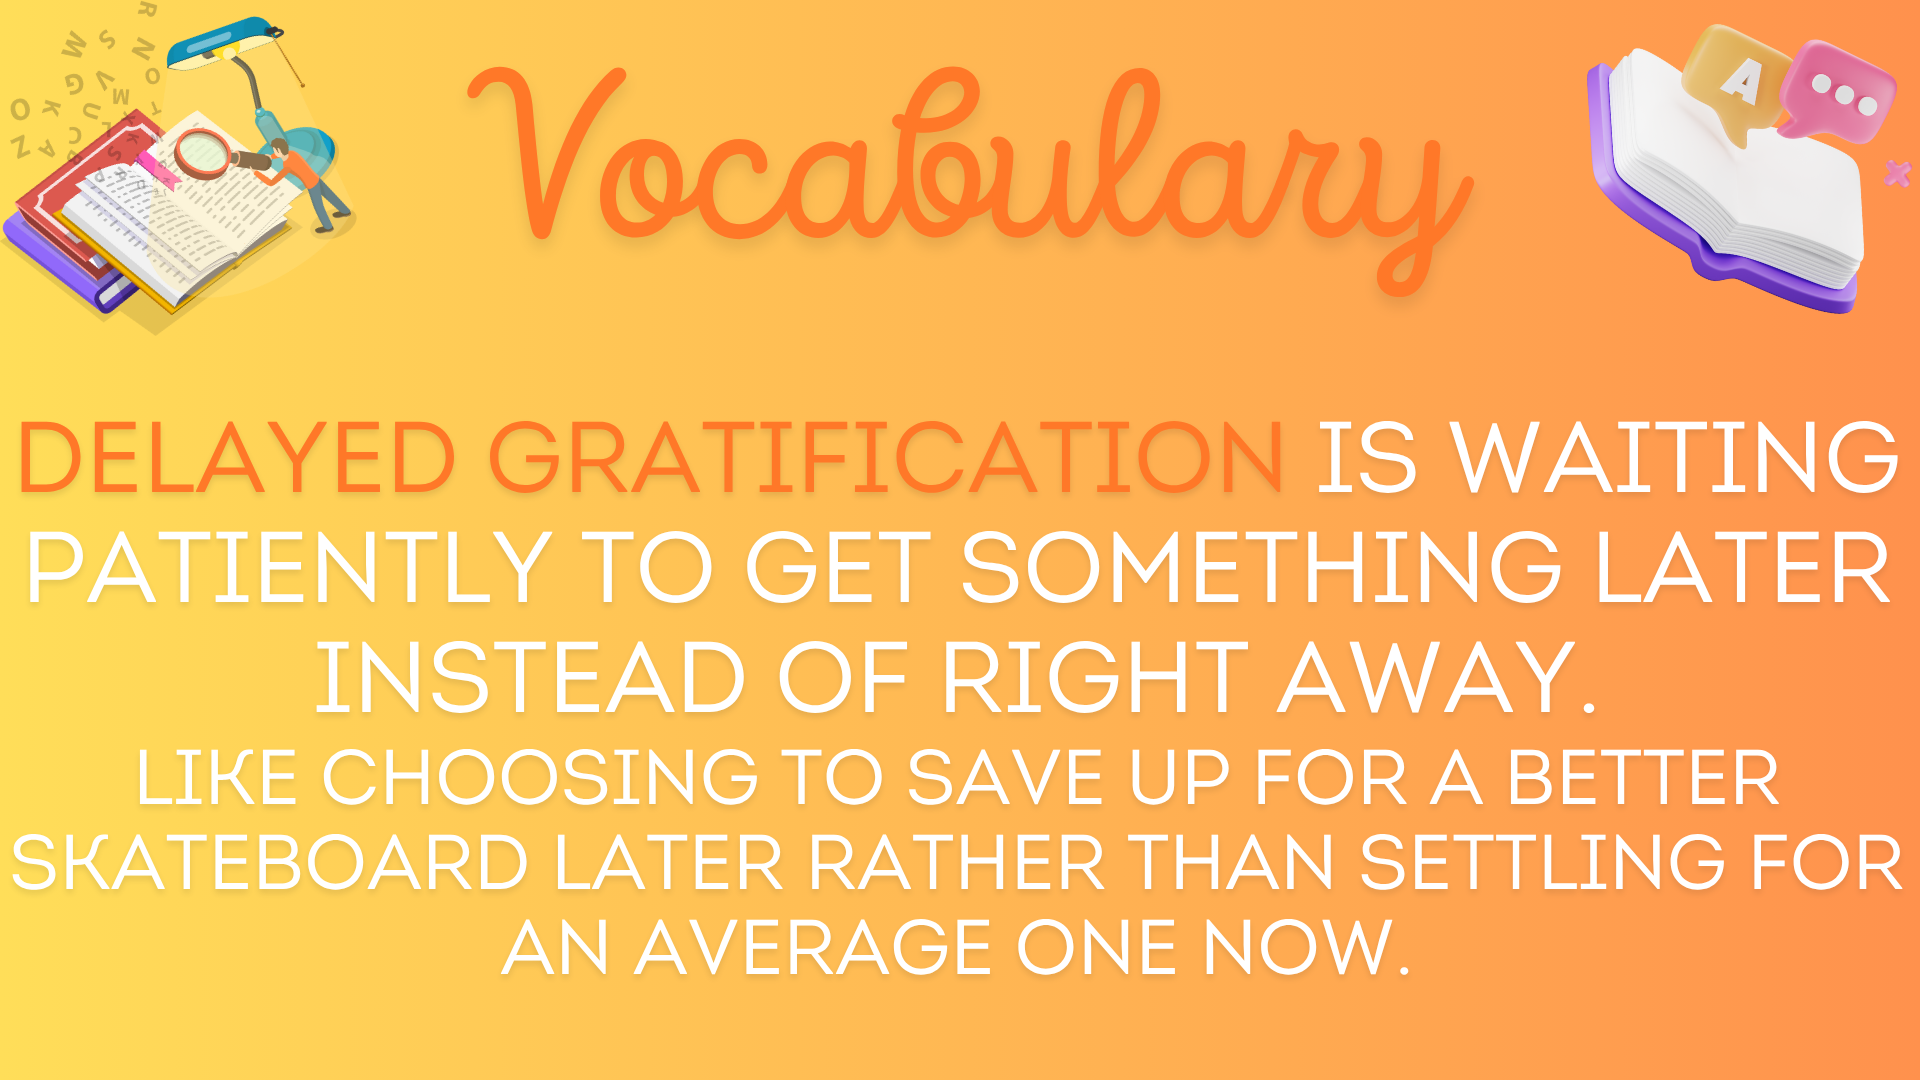 Vocabulary
DELAYED GRATIFICATION IS WAITING
PATIENTLY TO GET SOMETHING LATER
INSTEAD OF RIGHT AWAY.
LIKE CHOOSING TO SAVE UP FOR A BETTER
SKATEBOARD LATER RATHER THAN SETTLING FOR
AN AVERAGE ONE NOW.
A